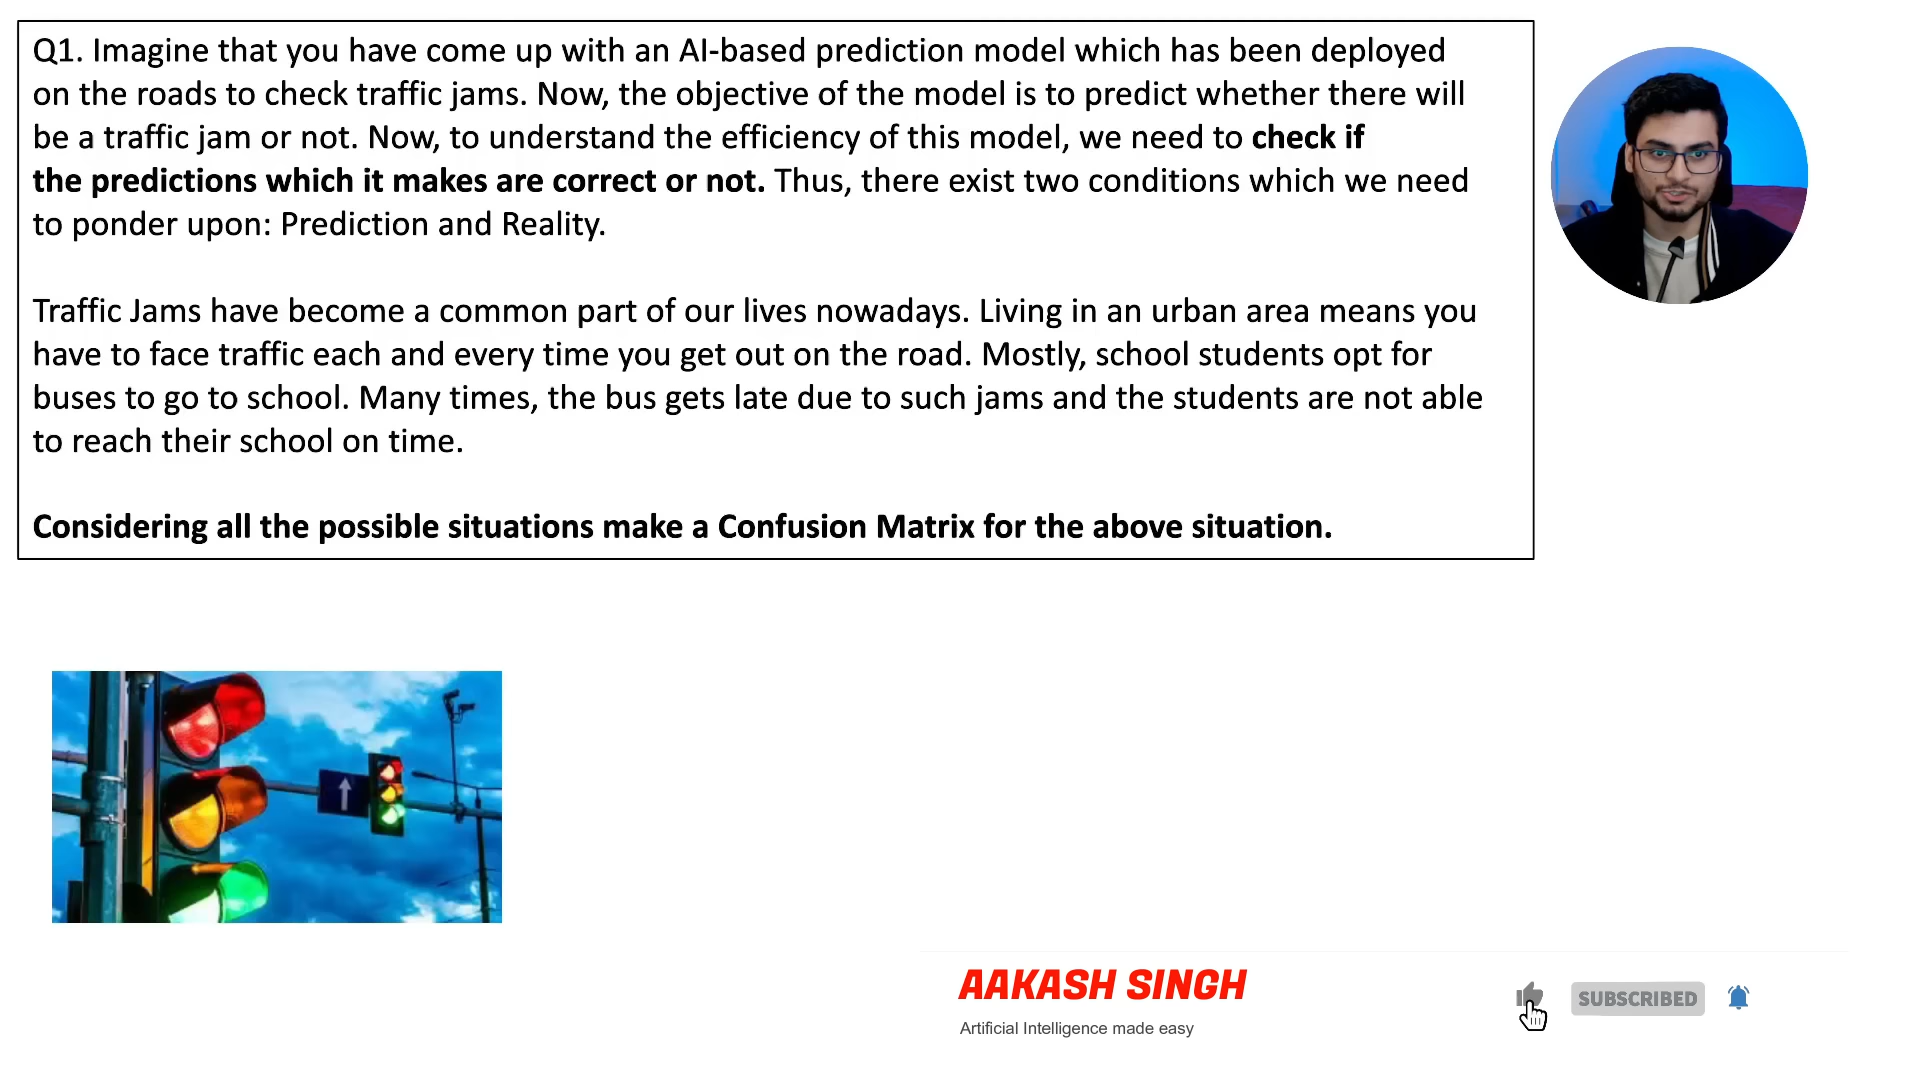 Q1. Imagine that you have come up with an AI-based prediction model which has been deployed
on the roads to check traffic jams. Now, the objective of the model is to predict whether there will
be a traffic jam or not. Now, to understand the efficiency of this model, we need to check if
the predictions which it makes are correct or not. Thus, there exist two conditions which we need
to ponder upon: Prediction and Reality.
Traffic Jams have become a common part of our lives nowadays. Living in an urban area means you
have to face traffic each and every time you get out on the road. Mostly, school students opt for
buses to go to school. Many times, the bus gets late due to such jams and the students are not able
to reach their school on time.
Considering all the possible situations make a Confusion Matrix for the above situation.
AAKASH SINGH
Artificial Intelligence made easy
SUBSCRIBED